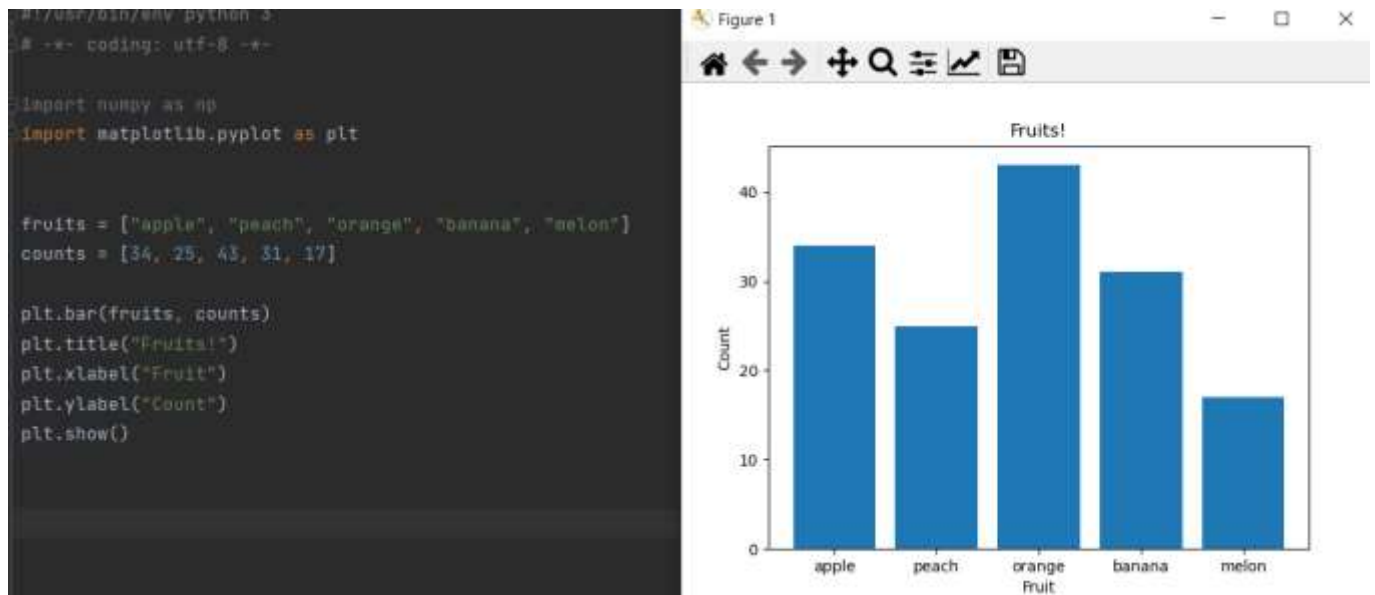 #!/usr/bin/env python 3
# -*- coding: utf-8 -*-
import numpy as np
import matplotlib.pyplot as plt
fruits = ["apple", "peach", "orange", "banana", "melon"]
counts = [34, 25, 43, 31, 17]
plt.bar(fruits, counts)
plt.title("Fruits!")
plt.xlabel("Fruit")
plt.ylabel("Count")
plt.show()
Figure 1
Fruits!
Count
40
30
20
10
0
apple peach orange banana melon
Fruit